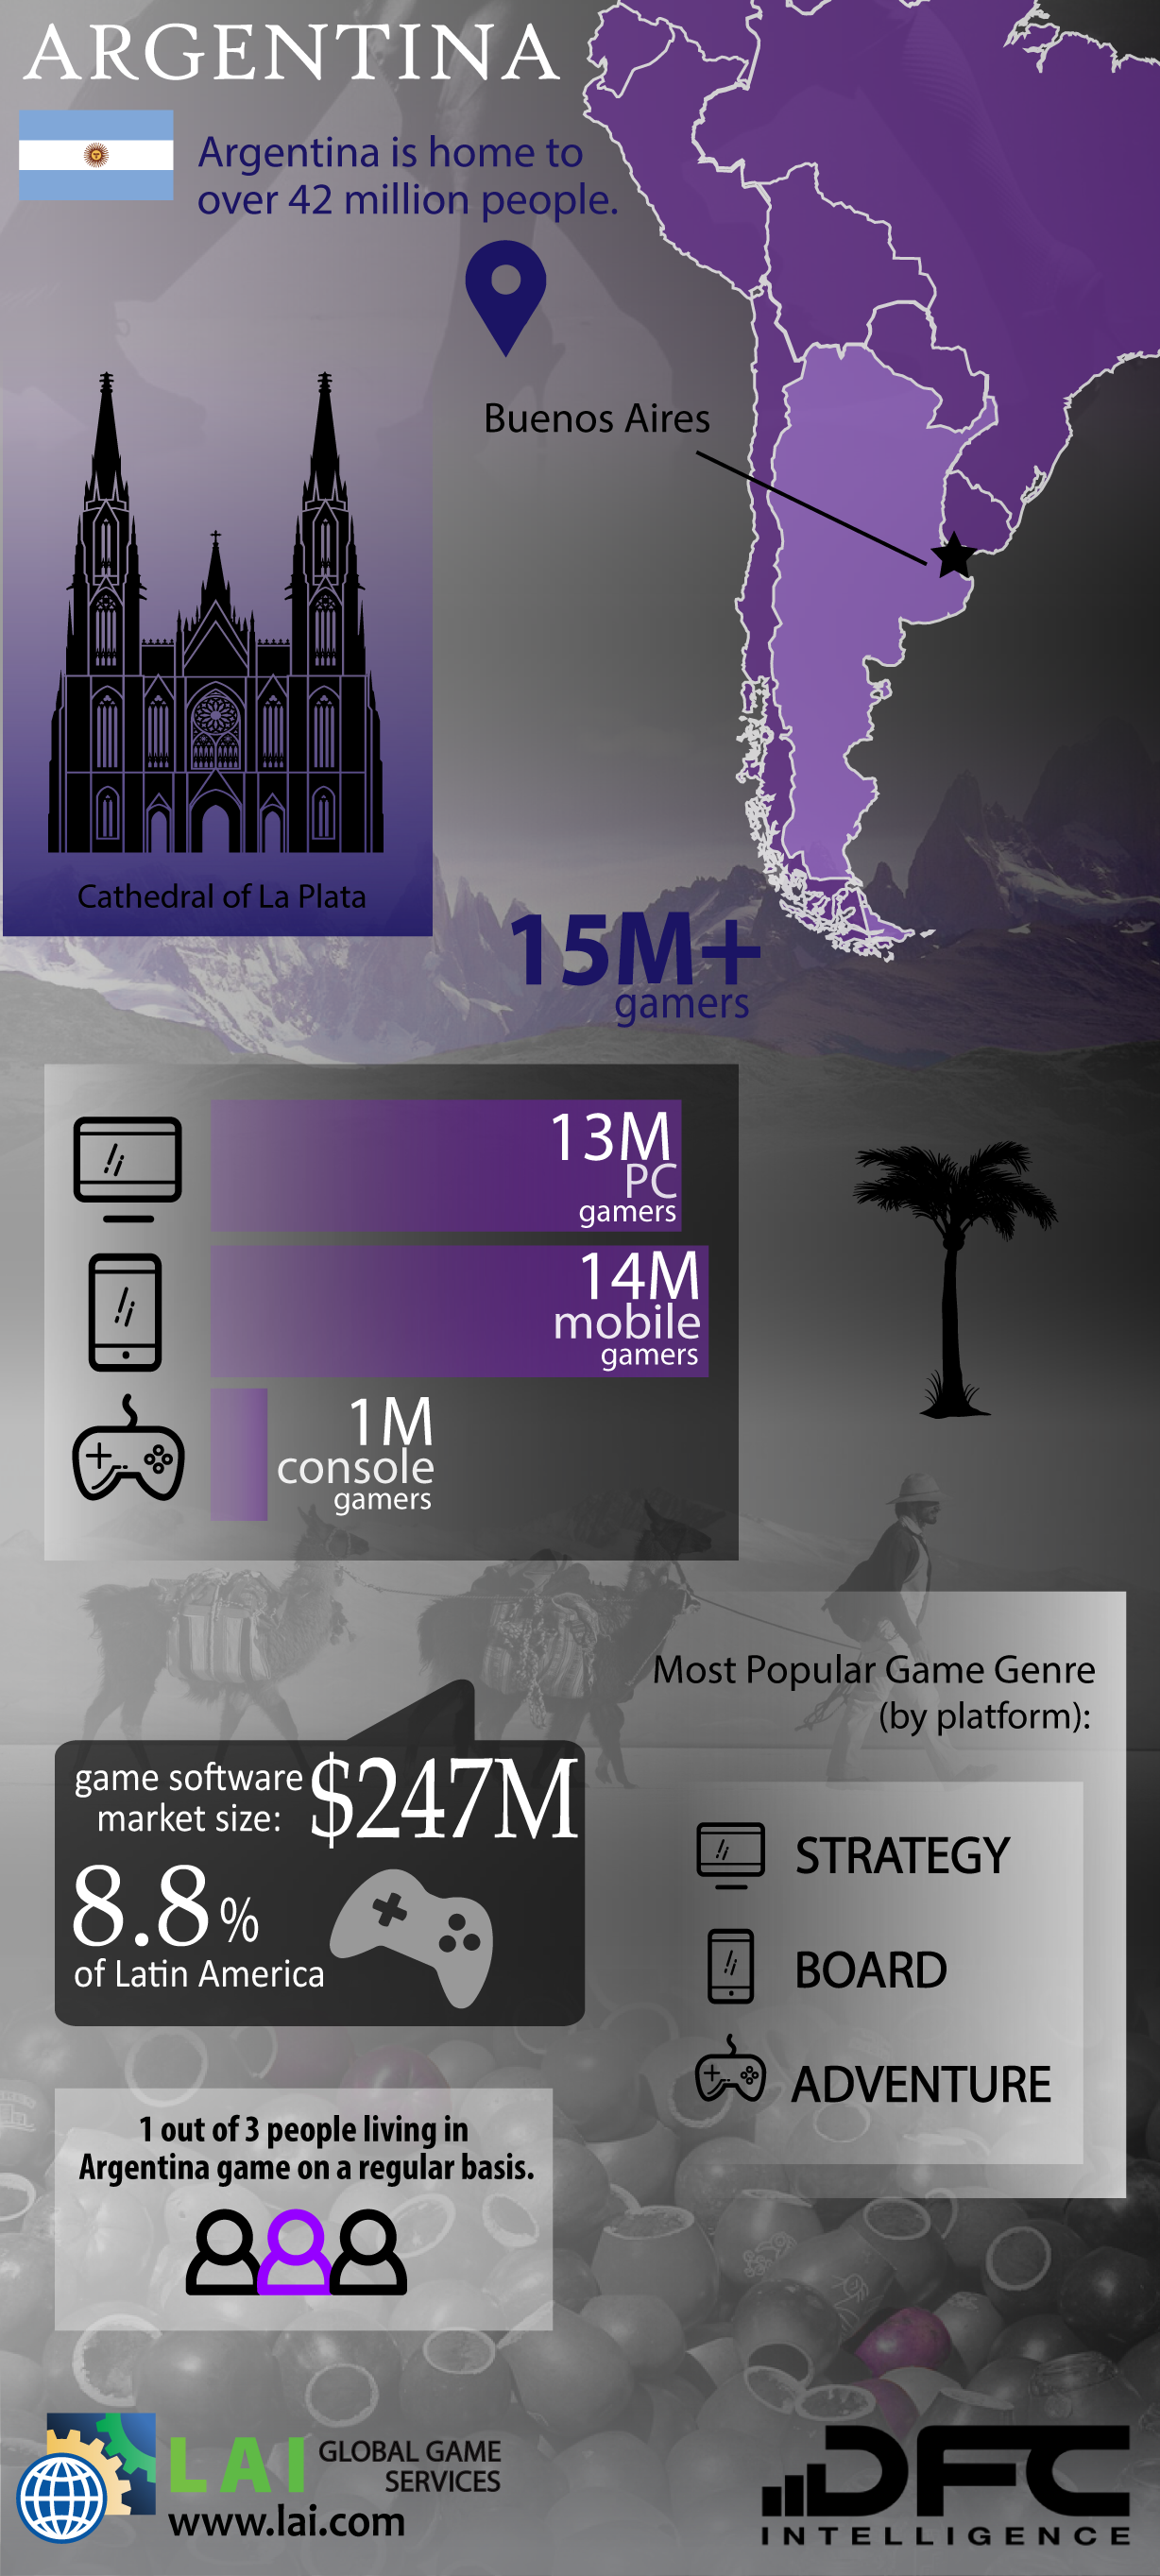 ARGENTINA
Argentina is home to
over 42 million people.
Buenos Aires
Cathedral of La Plata
15M+
gamers
13M
PC
gamers
14M
mobile
gamers
1M
console
gamers
Most Popular Game Genre
(by platform):
game software
market size:
$247M
8.8%
of Latin America
STRATEGY
BOARD
ADVENTURE
1 out of 3 people living in
Argentina game on a regular basis.
LAI
GLOBAL GAME
SERVICES
www.lai.com
DFC
INTELLIGENCE